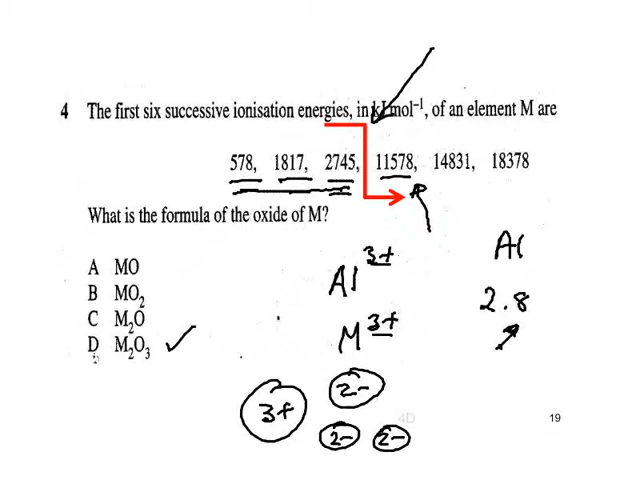 4 The first six successive ionisation energies, in kJ mol⁻¹, of an element M are
578, 1817, 2745, 11578, 14831, 18378
What is the formula of the oxide of M?
A MO
B MO₂
C M₂O
D M₂O₃
Al³⁺
M³⁺
Al
2.8
3+
2-
2- 2-
4D
19